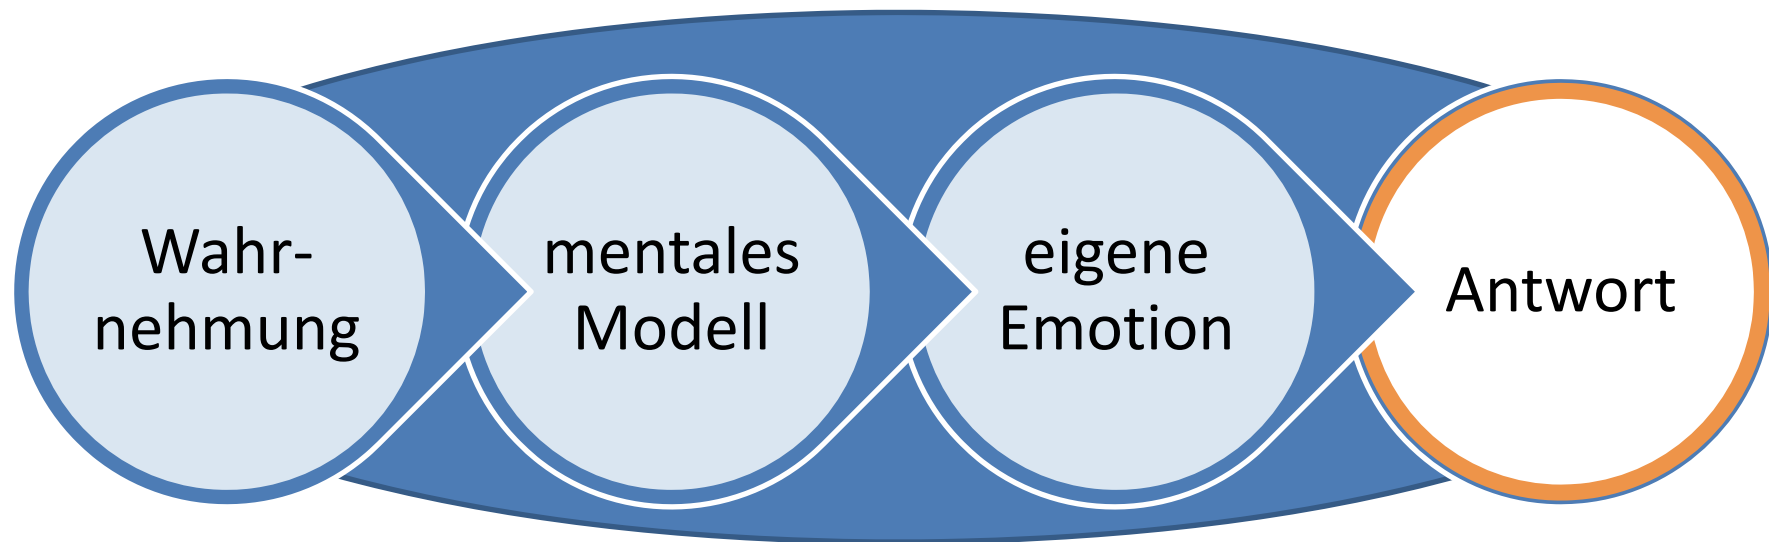 Wahr-
nehmung
mentales
Modell
eigene
Emotion
Antwort